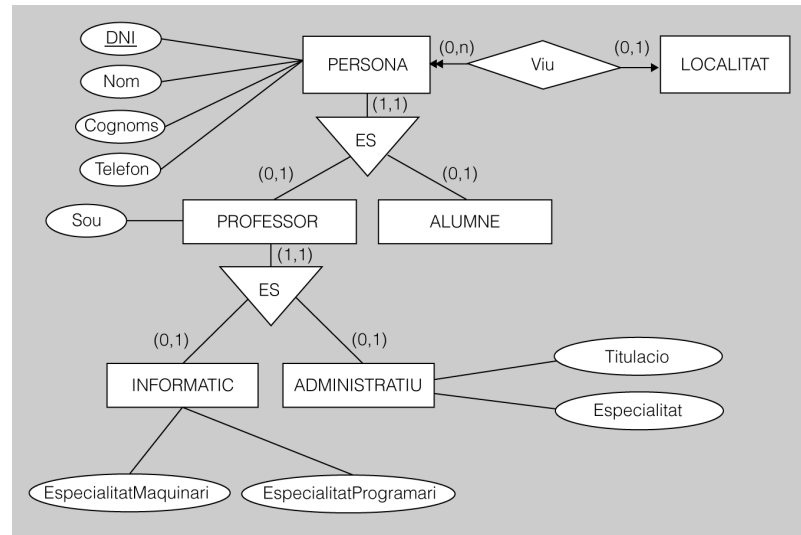 DNI
Nom
Cognoms
Telefon
PERSONA
(0,n)
Viu
(0,1)
LOCALITAT
(1,1)
ES
(0,1)
(0,1)
Sou
PROFESSOR
ALUMNE
(1,1)
ES
(0,1)
(0,1)
INFORMATIC
ADMINISTRATIU
Titulacio
Especialitat
EspecialitatMaquinari
EspecialitatProgramari